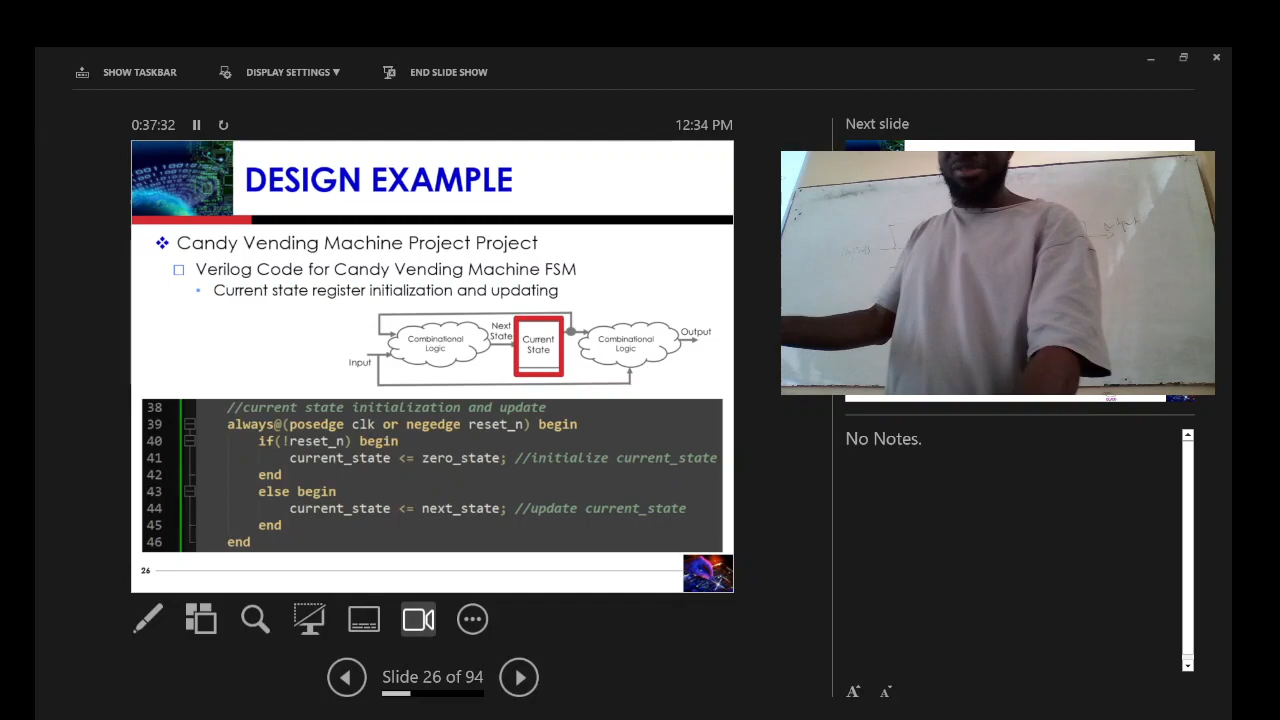 SHOW TASKBAR
DISPLAY SETTINGS ▼
END SLIDE SHOW
0:37:32
12:34 PM
Next slide
DESIGN EXAMPLE
Candy Vending Machine Project Project
Verilog Code for Candy Vending Machine FSM
Current state register initialization and updating
Combinational Logic
Next State
Current State
Combinational Logic
Output
Input
38 //current state initialization and update
39 always@(posedge clk or negedge reset_n) begin
40 if(!reset_n) begin
41 current_state <= zero_state; //initialize current_state
42 end
43 else begin
44 current_state <= next_state; //update current_state
45 end
46 end
26
No Notes.
Slide 26 of 94
A A